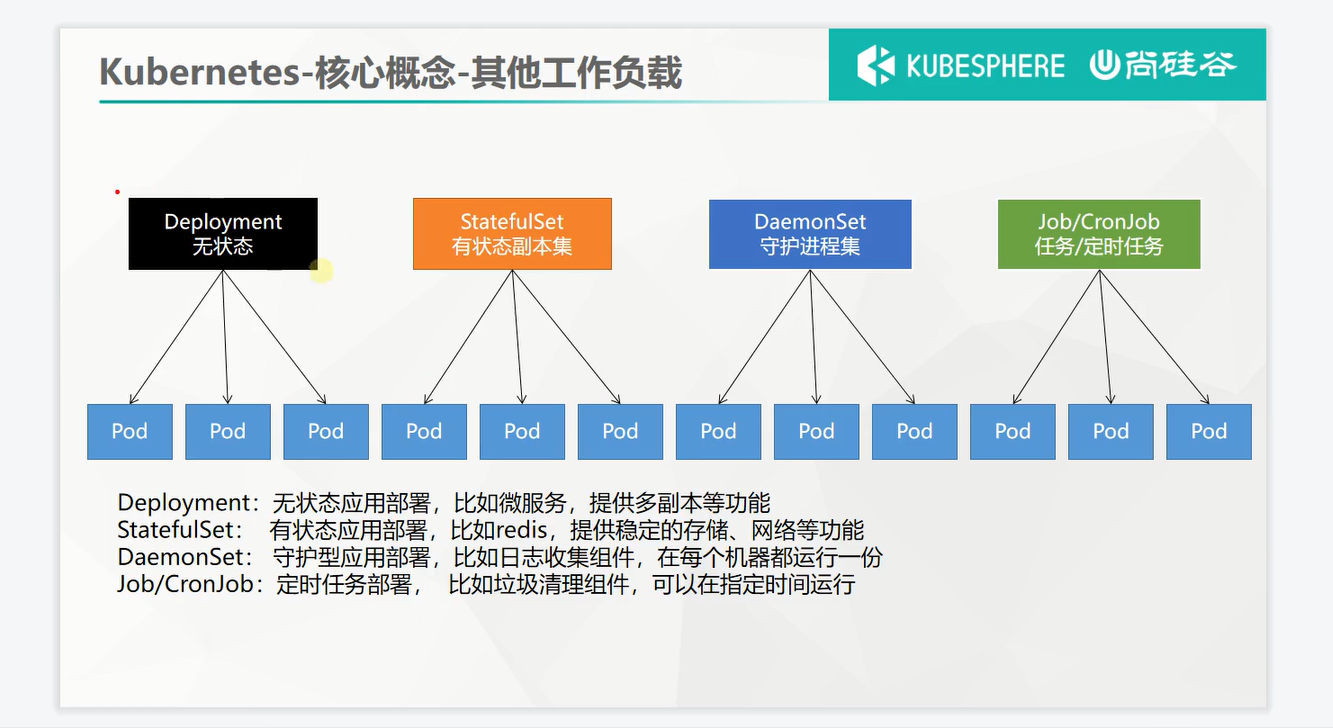 Kubernetes-核心概念-其他工作负载
KUBESPHERE 尚硅谷
Deployment
无状态
StatefulSet
有状态副本集
DaemonSet
守护进程集
Job/CronJob
任务/定时任务
Pod Pod Pod Pod Pod Pod Pod Pod Pod Pod Pod Pod
Deployment：无状态应用部署，比如微服务，提供多副本等功能
StatefulSet： 有状态应用部署，比如redis，提供稳定的存储、网络等功能
DaemonSet： 守护型应用部署，比如日志收集组件，在每个机器都运行一份
Job/CronJob：定时任务部署， 比如垃圾清理组件，可以在指定时间运行